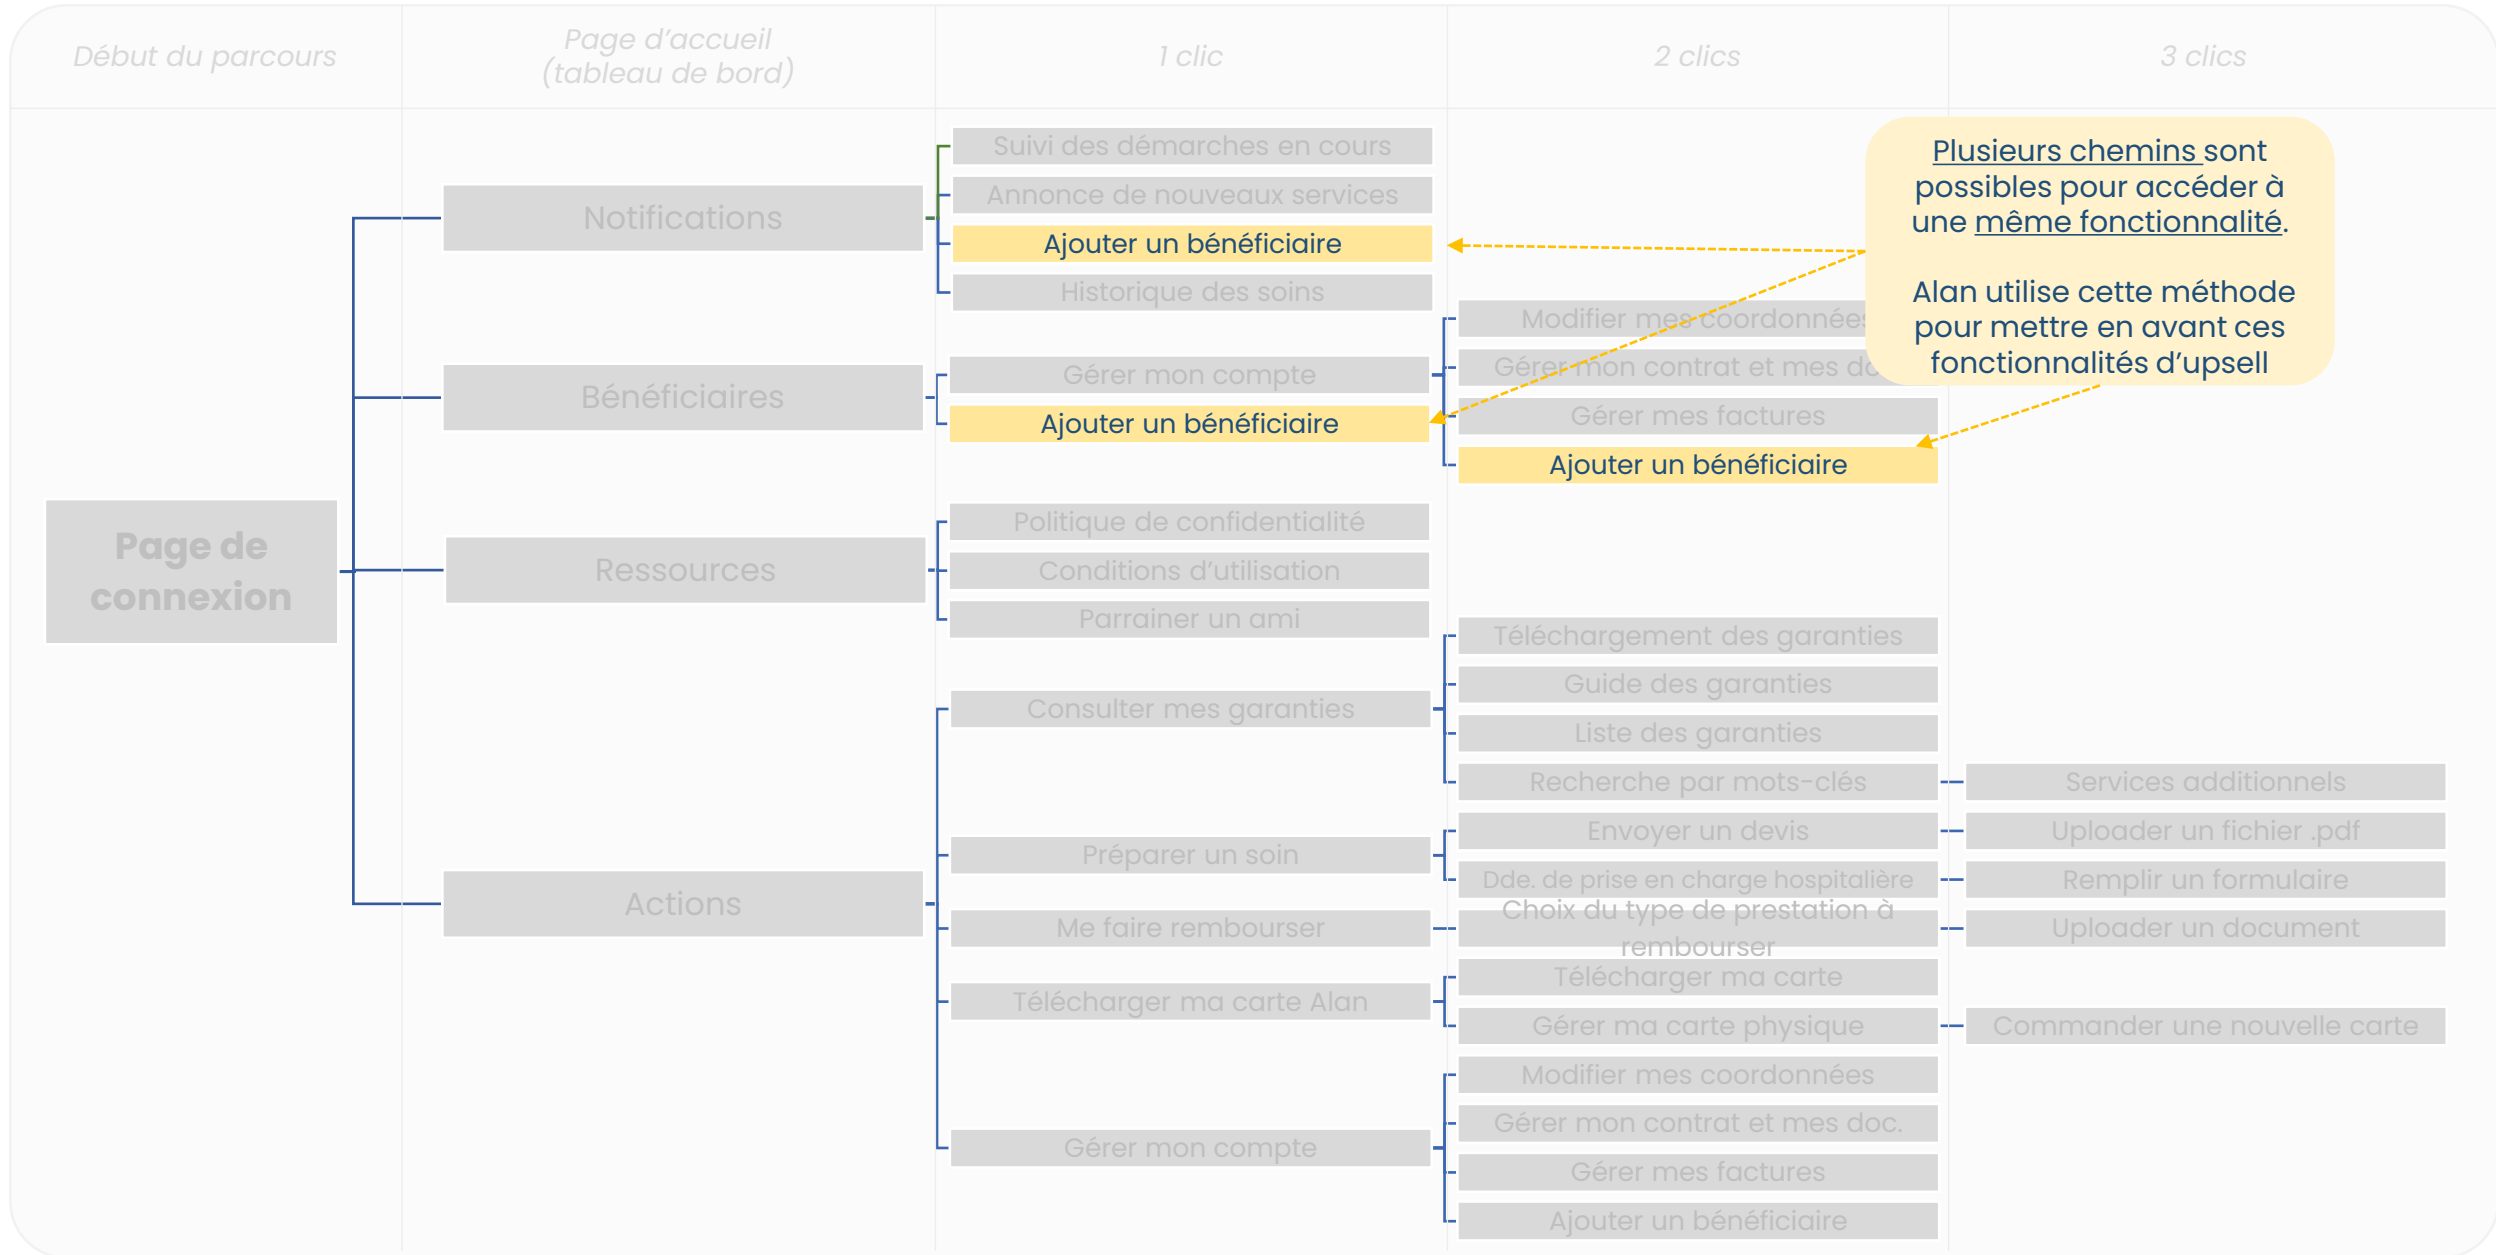 Début du parcours
Page d’accueil
(tableau de bord)
1 clic
2 clics
3 clics
Page de
connexion
Notifications
Suivi des démarches en cours
Annonce de nouveaux services
Ajouter un bénéficiaire
Historique des soins
Plusieurs chemins sont
possibles pour accéder à
une même fonctionnalité.
Alan utilise cette méthode
pour mettre en avant ces
fonctionnalités d’upsell
Bénéficiaires
Gérer mon compte
Ajouter un bénéficiaire
Modifier mes coordonnées
Gérer mon contrat et mes do
Gérer mes factures
Ajouter un bénéficiaire
Ressources
Politique de confidentialité
Conditions d’utilisation
Parrainer un ami
Actions
Consulter mes garanties
Téléchargement des garanties
Guide des garanties
Liste des garanties
Recherche par mots-clés
Services additionnels
Préparer un soin
Envoyer un devis
Uploader un fichier .pdf
Dde. de prise en charge hospitalière
Remplir un formulaire
Me faire rembourser
Choix du type de prestation à
rembourser
Uploader un document
Télécharger ma carte Alan
Télécharger ma carte
Gérer ma carte physique
Commander une nouvelle carte
Gérer mon compte
Modifier mes coordonnées
Gérer mon contrat et mes doc.
Gérer mes factures
Ajouter un bénéficiaire